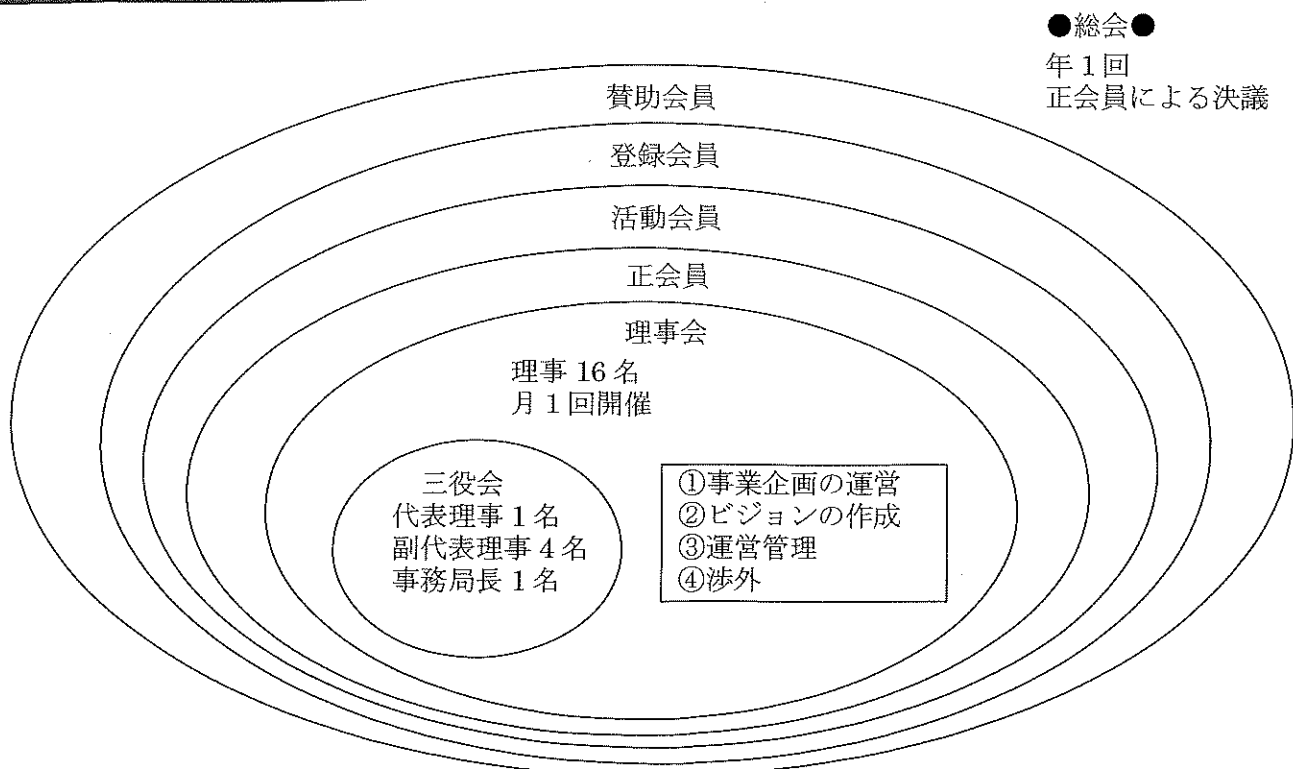 ●総会●
年1回
正会員による決議
賛助会員
登録会員
活動会員
正会員
理事会
理事 16 名
月1回開催
三役会
代表理事 1 名
副代表理事 4 名
事務局長 1 名
①事業企画の運営
②ビジョンの作成
③運営管理
④渉外